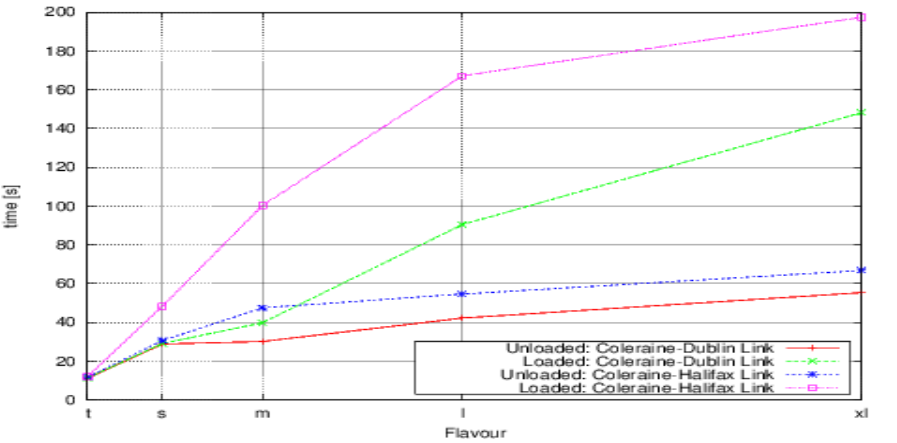 200
180
160
140
120
100
80
60
40
20
0
time [s]
t s m l xl
Flavour
Unloaded: Coleraine-Dublin Link
Loaded: Coleraine-Dublin Link
Unloaded: Coleraine-Halifax Link
Loaded: Coleraine-Halifax Link